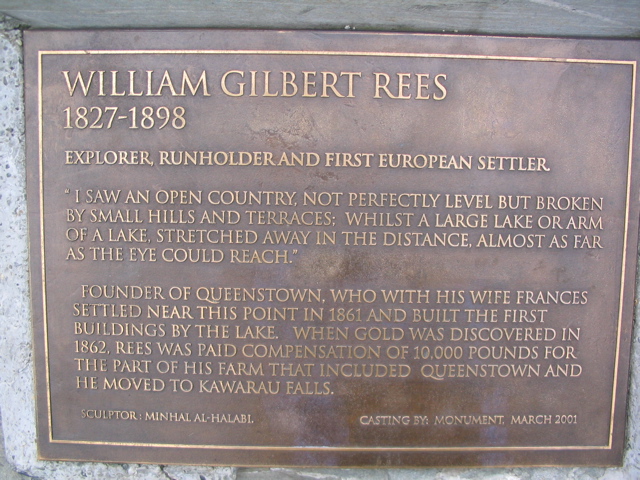 WILLIAM GILBERT REES
1827-1898
EXPLORER, RUNHOLDER AND FIRST EUROPEAN SETTLER.
" I SAW AN OPEN COUNTRY, NOT PERFECTLY LEVEL BUT BROKEN
BY SMALL HILLS AND TERRACES; WHILST A LARGE LAKE OR ARM
OF A LAKE, STRETCHED AWAY IN THE DISTANCE, ALMOST AS FAR
AS THE EYE COULD REACH."
FOUNDER OF QUEENSTOWN, WHO WITH HIS WIFE FRANCES
SETTLED NEAR THIS POINT IN 1861 AND BUILT THE FIRST
BUILDINGS BY THE LAKE. WHEN GOLD WAS DISCOVERED IN
1862, REES WAS PAID COMPENSATION OF 10,000 POUNDS FOR
THE PART OF HIS FARM THAT INCLUDED QUEENSTOWN AND
HE MOVED TO KAWARAU FALLS.
SCULPTOR: MINHAL AL-HALABI. CASTING BY: MONUMENT, MARCH 2001